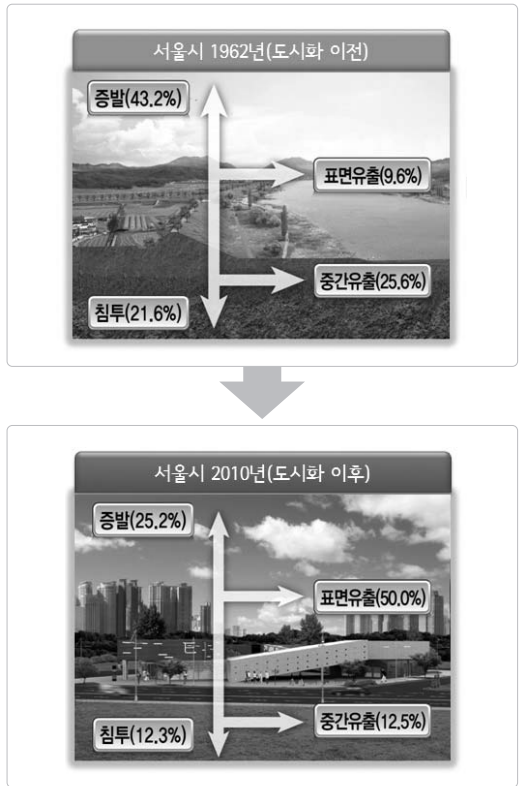 서울시 1962년(도시화 이전)
증발(43.2%)
표면유출(9.6%)
중간유출(25.6%)
침투(21.6%)
서울시 2010년(도시화 이후)
증발(25.2%)
표면유출(50.0%)
중간유출(12.5%)
침투(12.3%)